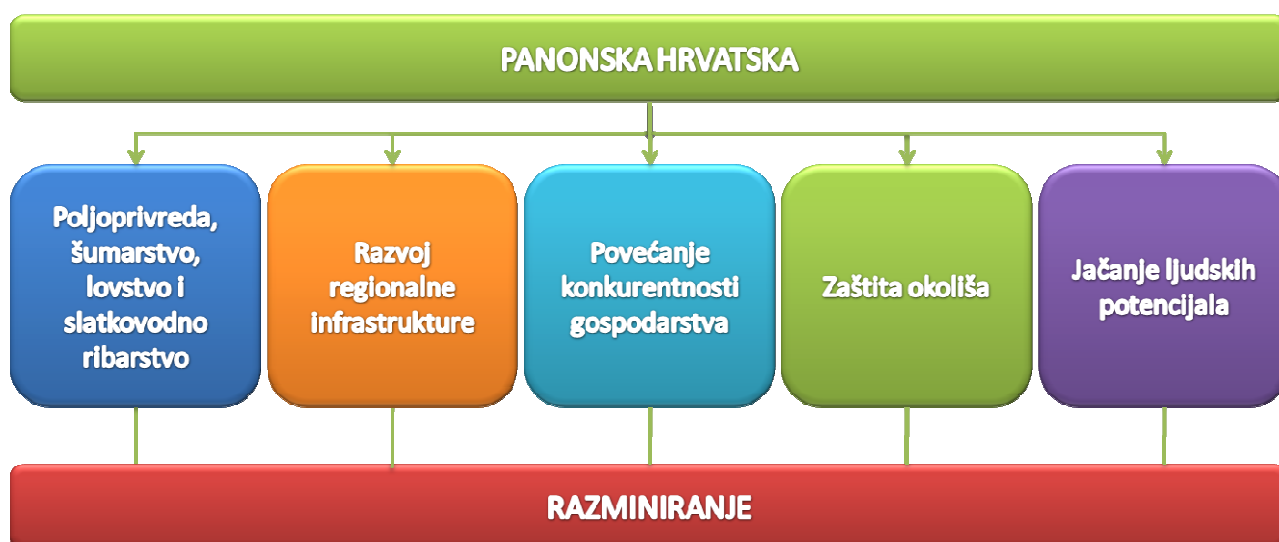 PANONSKA HRVATSKA
Poljoprivreda,
šumarstvo,
lovstvo i
slatkovodno
ribarstvo
Razvoj
regionalne
infrastrukture
Povećanje
konkurentnosti
gospodarstva
Zaštita okoliša
Jačanje ljudskih
potencijala
RAZMINIRANJE